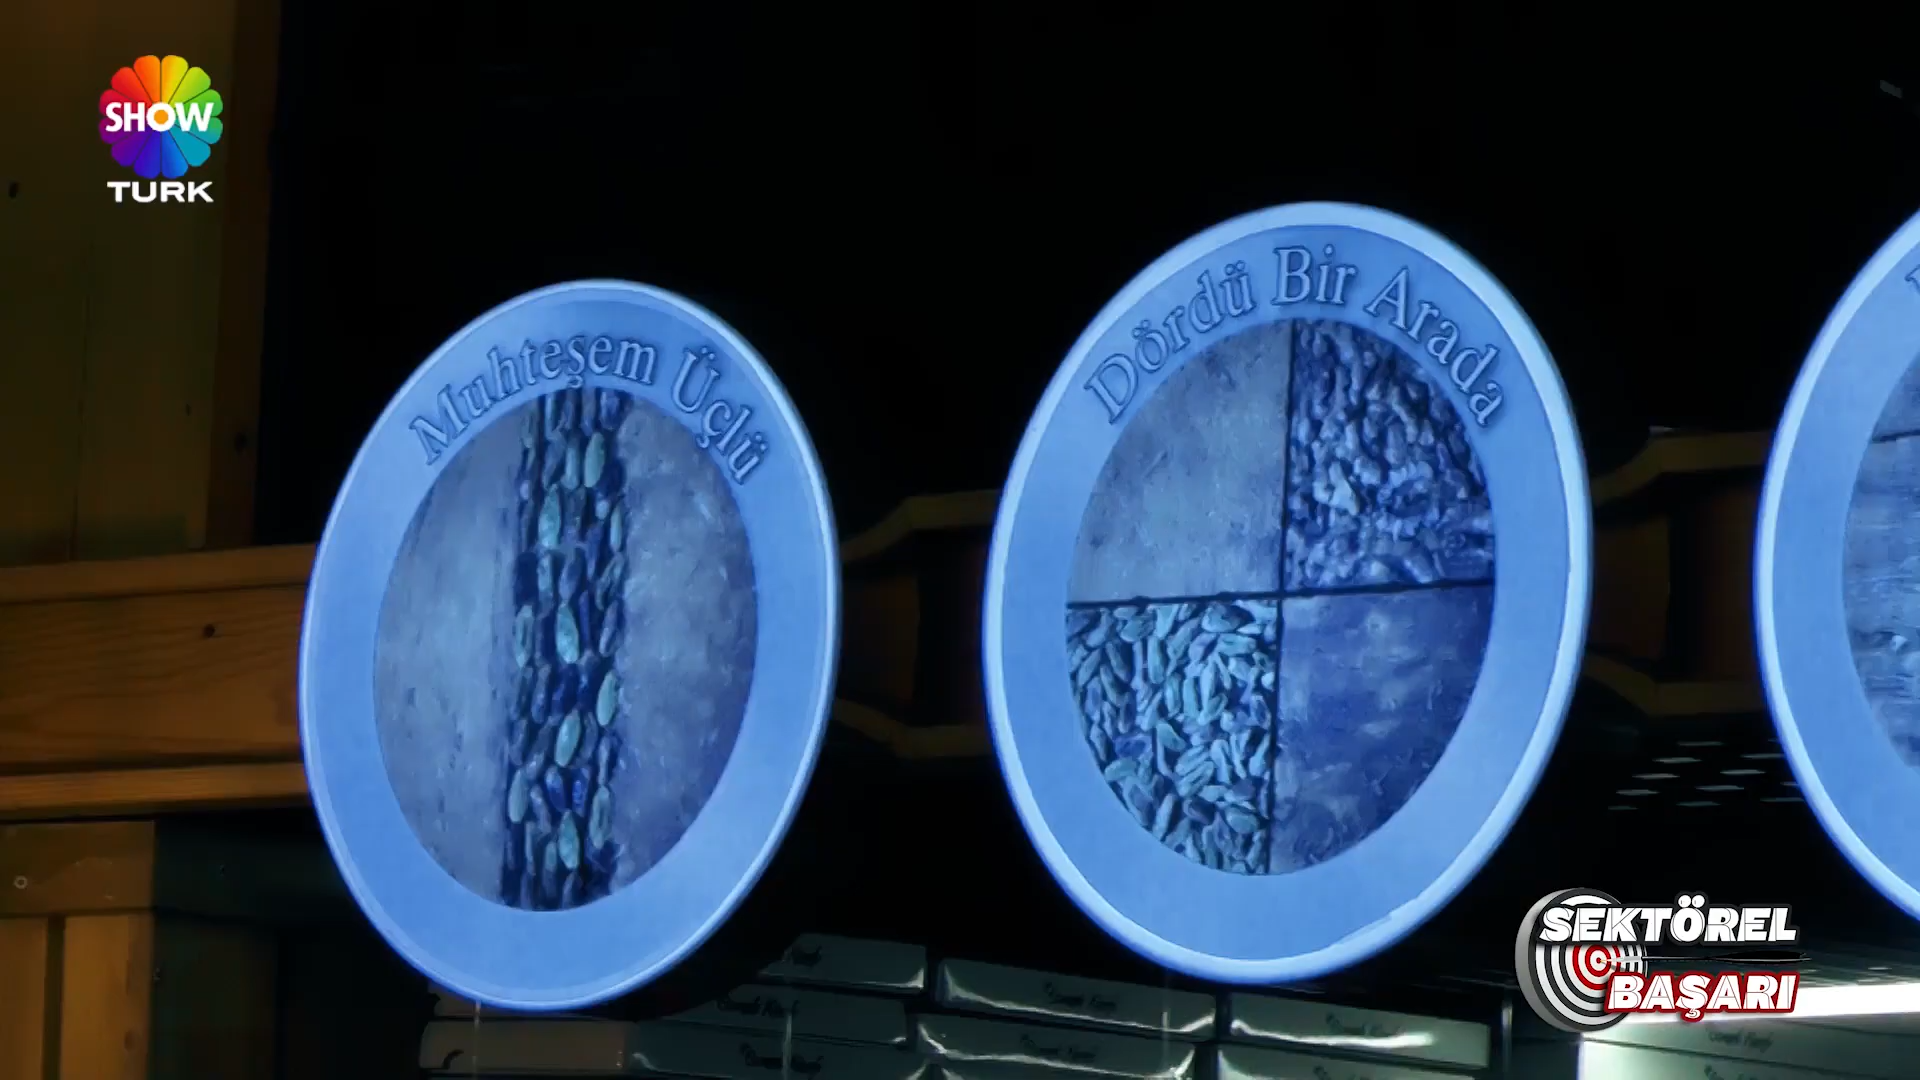 SHOW
TURK
Muhteşem Üçlü
Dördü Bir Arada
SEKTÖREL
BAŞARI